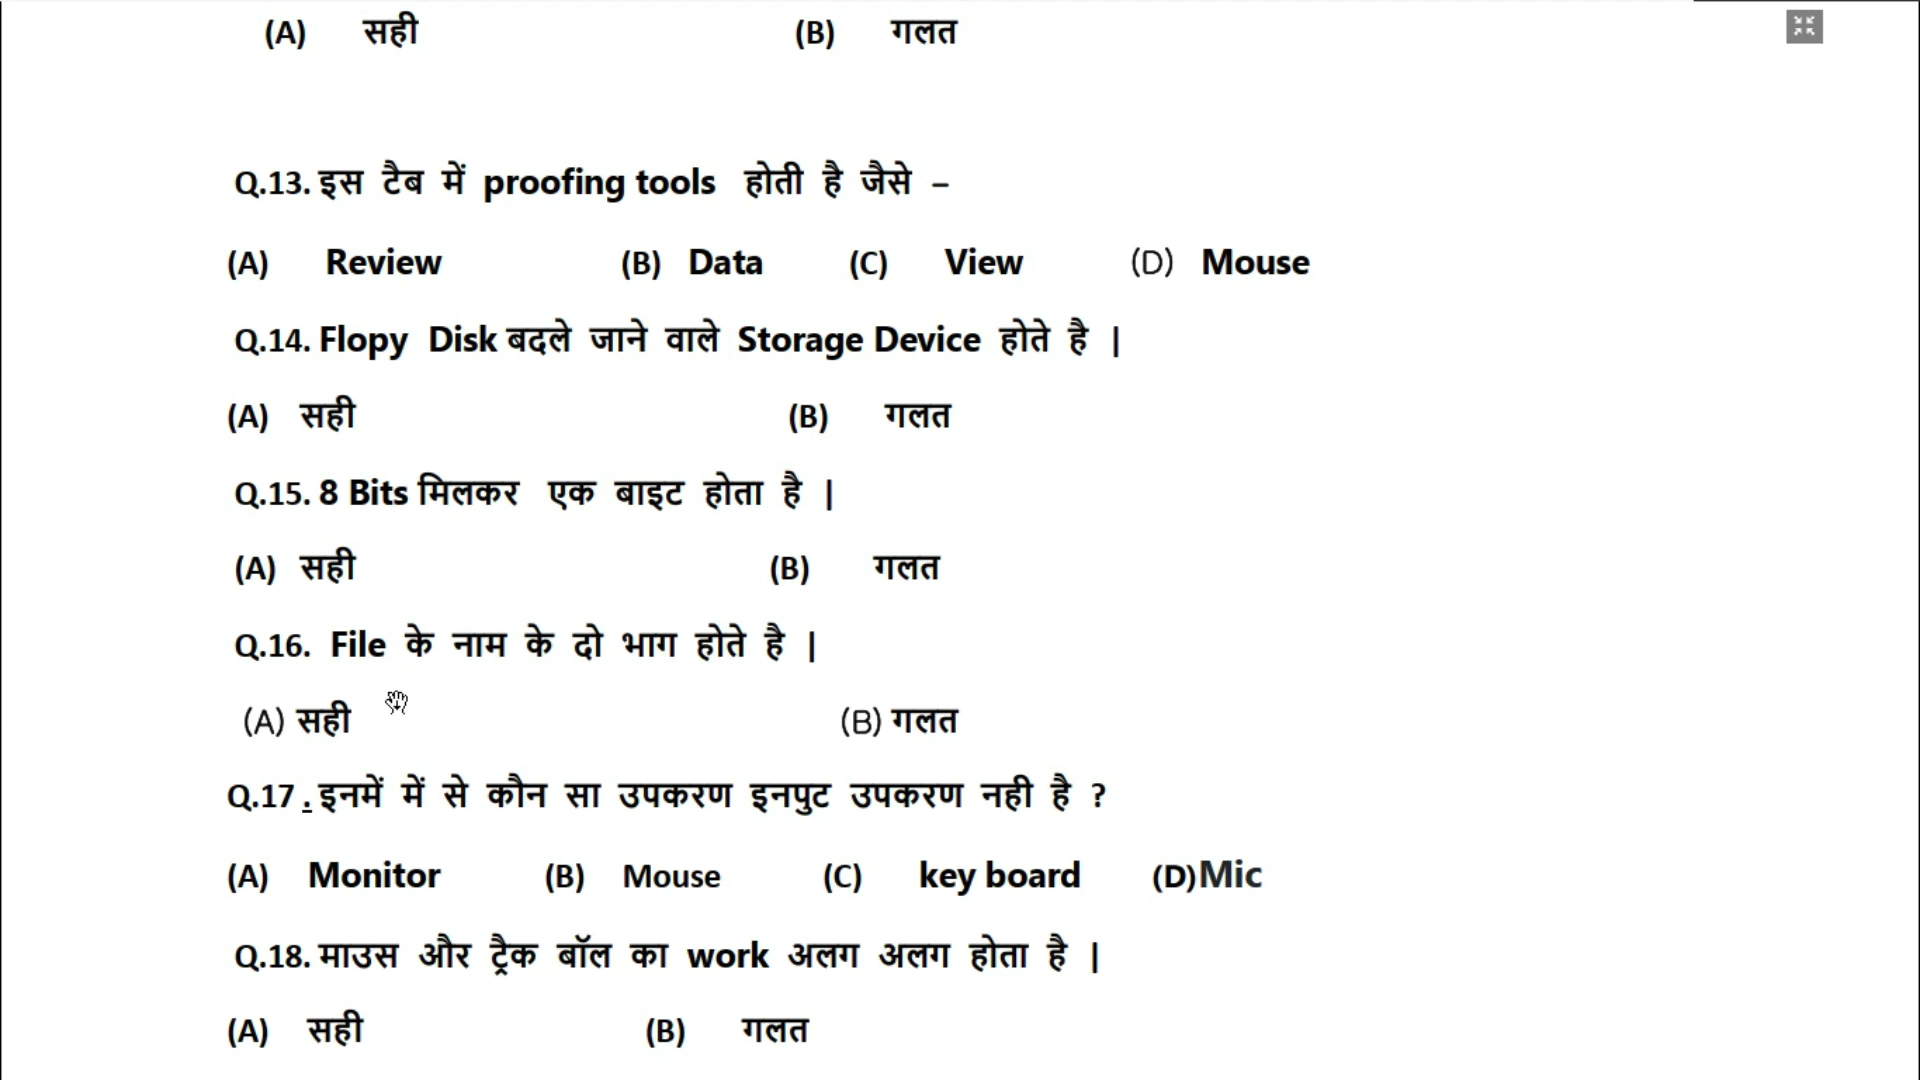 (A) सही (B) गलत
Q.13. इस टैब में proofing tools होती है जैसे –
(A) Review (B) Data (C) View (D) Mouse
Q.14. Flopy Disk बदले जाने वाले Storage Device होते है |
(A) सही (B) गलत
Q.15. 8 Bits मिलकर एक बाइट होता है |
(A) सही (B) गलत
Q.16. File के नाम के दो भाग होते है |
(A) सही (B) गलत
Q.17 . इनमें में से कौन सा उपकरण इनपुट उपकरण नही है ?
(A) Monitor (B) Mouse (C) key board (D)Mic
Q.18. माउस और ट्रैक बॉल का work अलग अलग होता है |
(A) सही (B) गलत